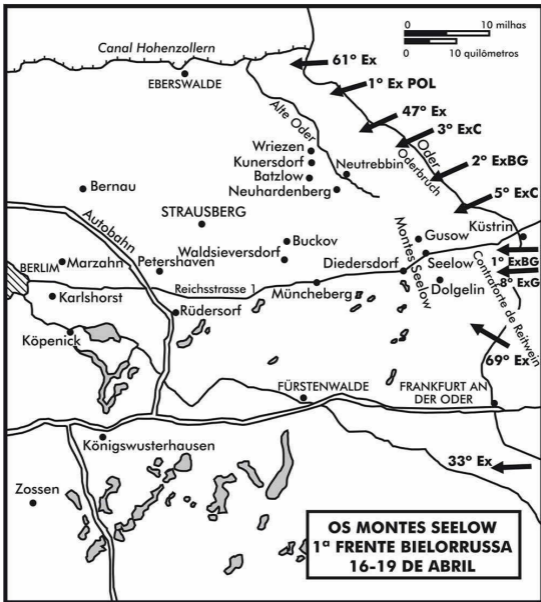 0 10 milhas
0 10 quilómetros
Canal Hohenzollern
61º Ex
1º Ex POL
EBERSWALDE
47º Ex
3º ExC
Alte Oder
Oder
Oderbruch
Wriezen
Kunersdorf
Batzlow
Neuhardenberg
Neutrebbin
2º ExBG
5º ExC
Bernau
Autobahn
STRAUSBERG
Buckov
Waldsieversdorf
Gusow
Küstrin
Montes Seelow
Seelow
1º ExBG
8º ExG
BERLIM
Marzahn
Petershaven
Diedersdorf
Dolgelin
Contraforte de Reitwein
Reichsstrasse 1
Müncheberg
Karlshorst
Rüdersorf
Köpenick
69º Ex
FÜRSTENWALDE
FRANKFURT AN
DER ODER
Königswusterhausen
33º Ex
Zossen
OS MONTES SEELOW
1ª FRENTE BIELORRUSSA
16-19 DE ABRIL